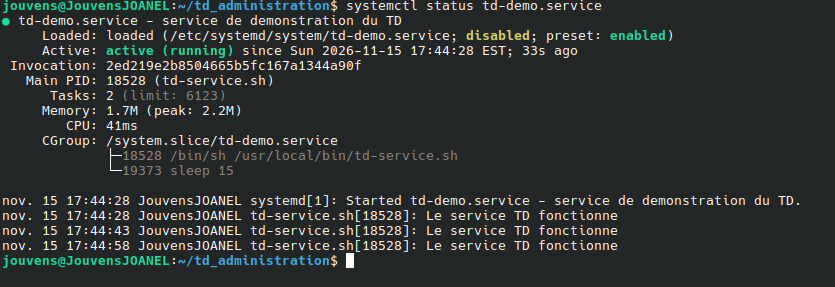 jouvens@JouvensJOANEL:~/td_administration$ systemctl status td-demo.service
● td-demo.service - service de demonstration du TD
Loaded: loaded (/etc/systemd/system/td-demo.service; disabled; preset: enabled)
Active: active (running) since Sun 2026-11-15 17:44:28 EST; 33s ago
Invocation: 2ed219e2b8504665b5fc167a1344a90f
Main PID: 18528 (td-service.sh)
Tasks: 2 (limit: 6123)
Memory: 1.7M (peak: 2.2M)
CPU: 41ms
CGroup: /system.slice/td-demo.service
├─18528 /bin/sh /usr/local/bin/td-service.sh
└─19373 sleep 15

nov. 15 17:44:28 JouvensJOANEL systemd[1]: Started td-demo.service - service de demonstration du TD.
nov. 15 17:44:28 JouvensJOANEL td-service.sh[18528]: Le service TD fonctionne
nov. 15 17:44:43 JouvensJOANEL td-service.sh[18528]: Le service TD fonctionne
nov. 15 17:44:58 JouvensJOANEL td-service.sh[18528]: Le service TD fonctionne
jouvens@JouvensJOANEL:~/td_administration$